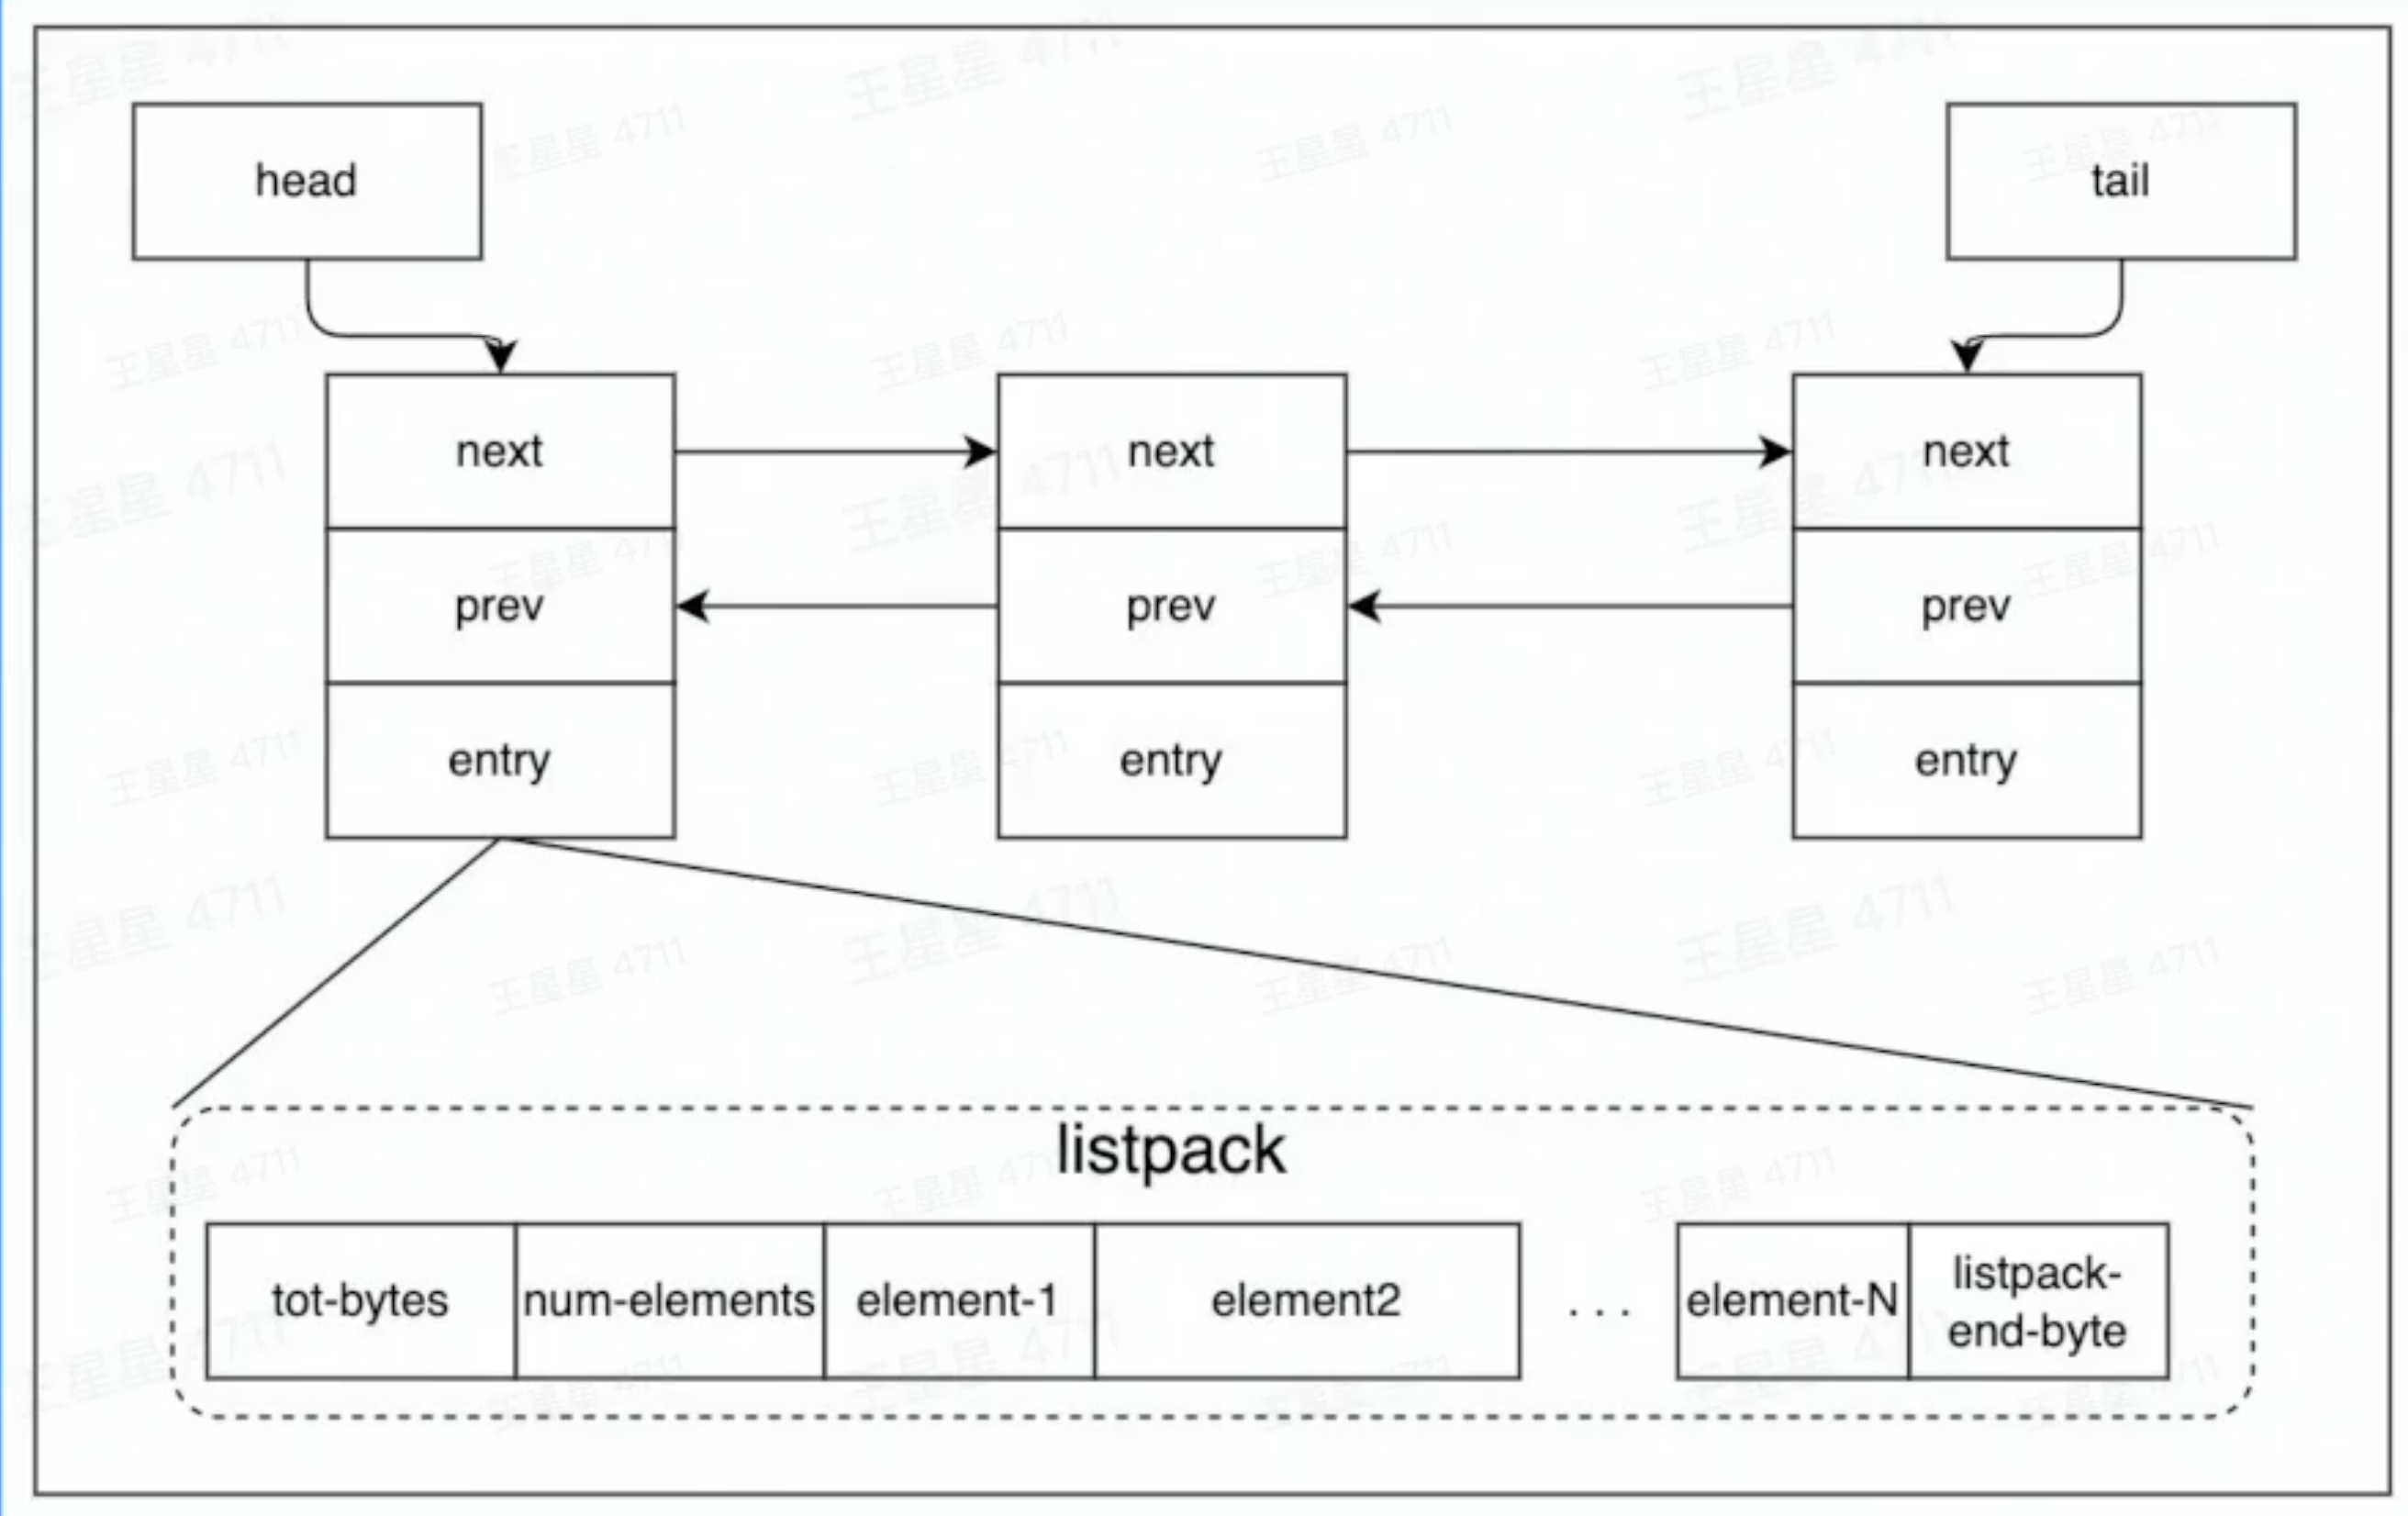 head
tail
next
next
next
prev
prev
prev
entry
entry
entry
listpack
tot-bytes
num-elements
element-1
element2
...
element-N
listpack-
end-byte
王星星 4711